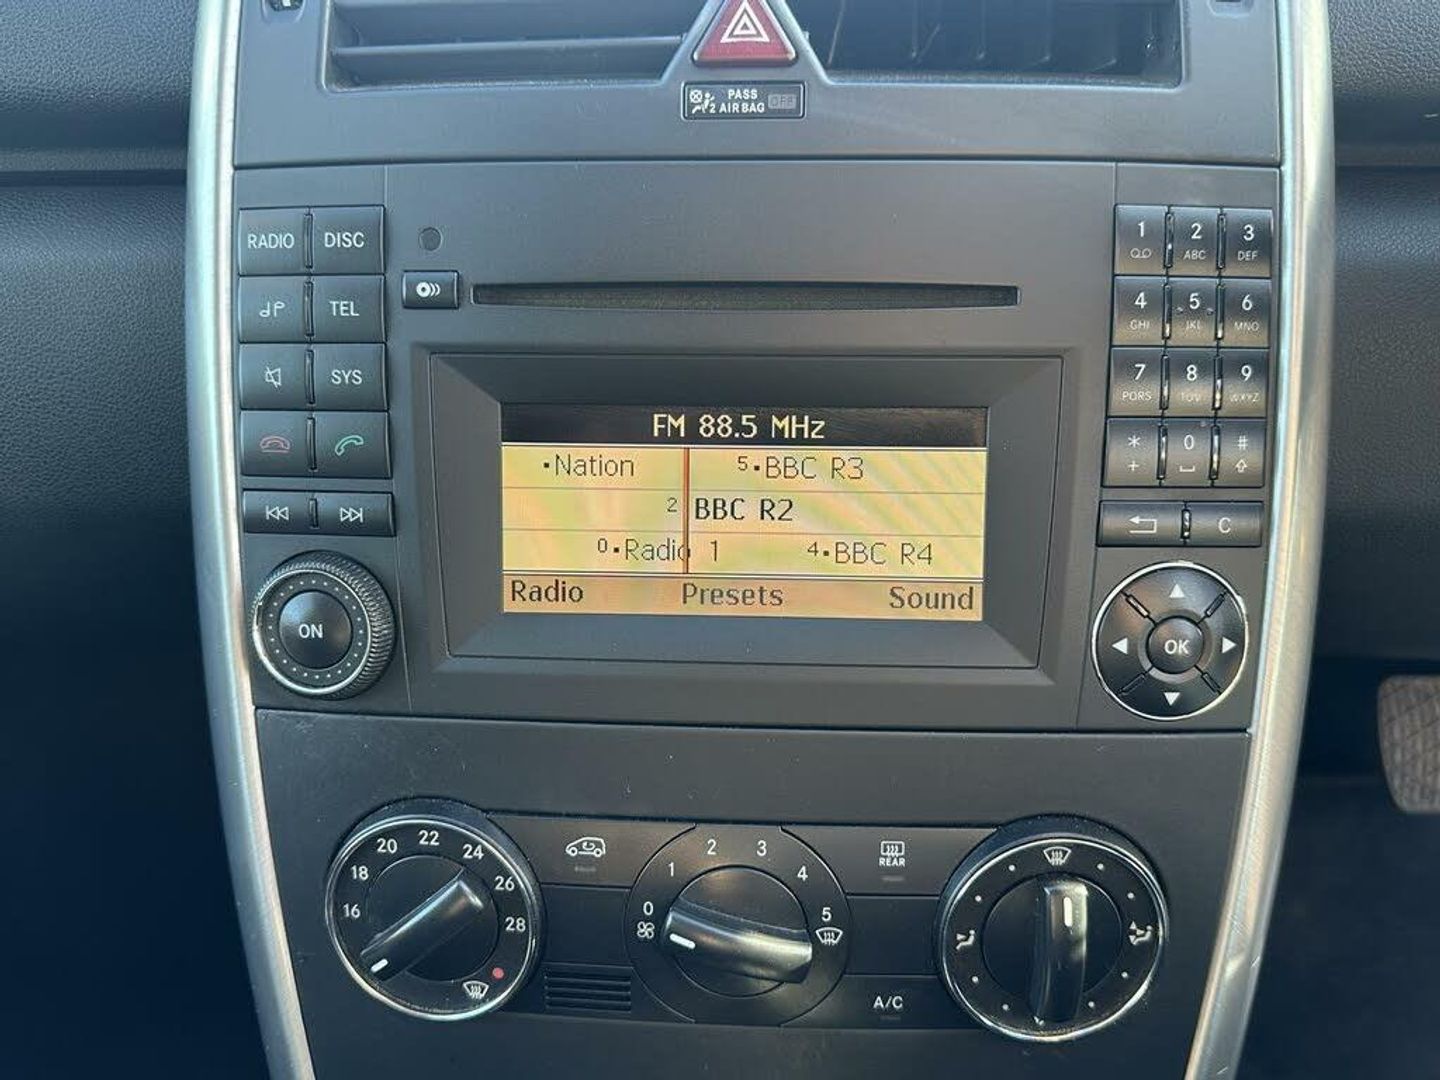 PASS
2 AIRBAG OFF
RADIO DISC
TEL
SYS
ON
FM 88.5 MHz
•Nation 5•BBC R3
2 BBC R2
0•Radio 1 4•BBC R4
Radio Presets Sound
1 2 3
ABC DEF
4 5 6
GHI JKL MNO
7 8 9
PQRS TUV WXYZ
* 0 #
+
C
OK
16 18 20 22 24 26 28
0 1 2 3 4 5
REAR
A/C